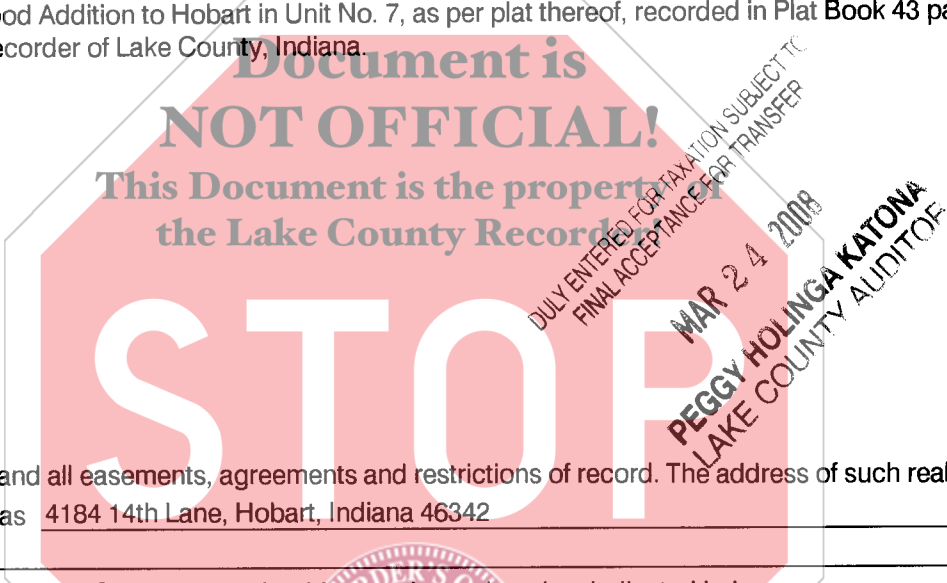 od Addition to Hobart in Unit No. 7, as per plat thereof, recorded in Plat Book 43 pa
ecorder of Lake County, Indiana.
Document is
NOT OFFICIAL!
This Document is the property of
the Lake County Recorder!
DULY ENTERED FOR TAXATION SUBJECT TO
FINAL ACCEPTANCE FOR TRANSFER
MAR 24 2008
PEGGY HOLINGA KATONA
LAKE COUNTY AUDITOR
STOP
and all easements, agreements and restrictions of record. The address of such real
as 4184 14th Lane, Hobart, Indiana 46342